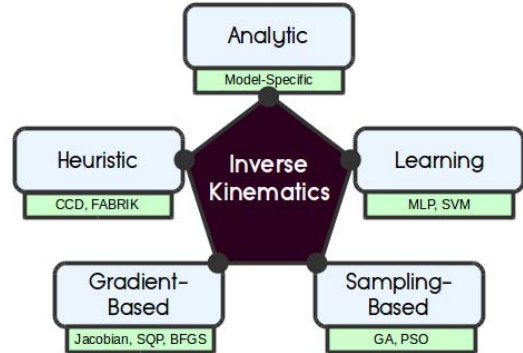 Analytic
Model-Specific
Heuristic
CCD, FABRIK
Inverse
Kinematics
Learning
MLP, SVM
Gradient-
Based
Jacobian, SQP, BFGS
Sampling-
Based
GA, PSO